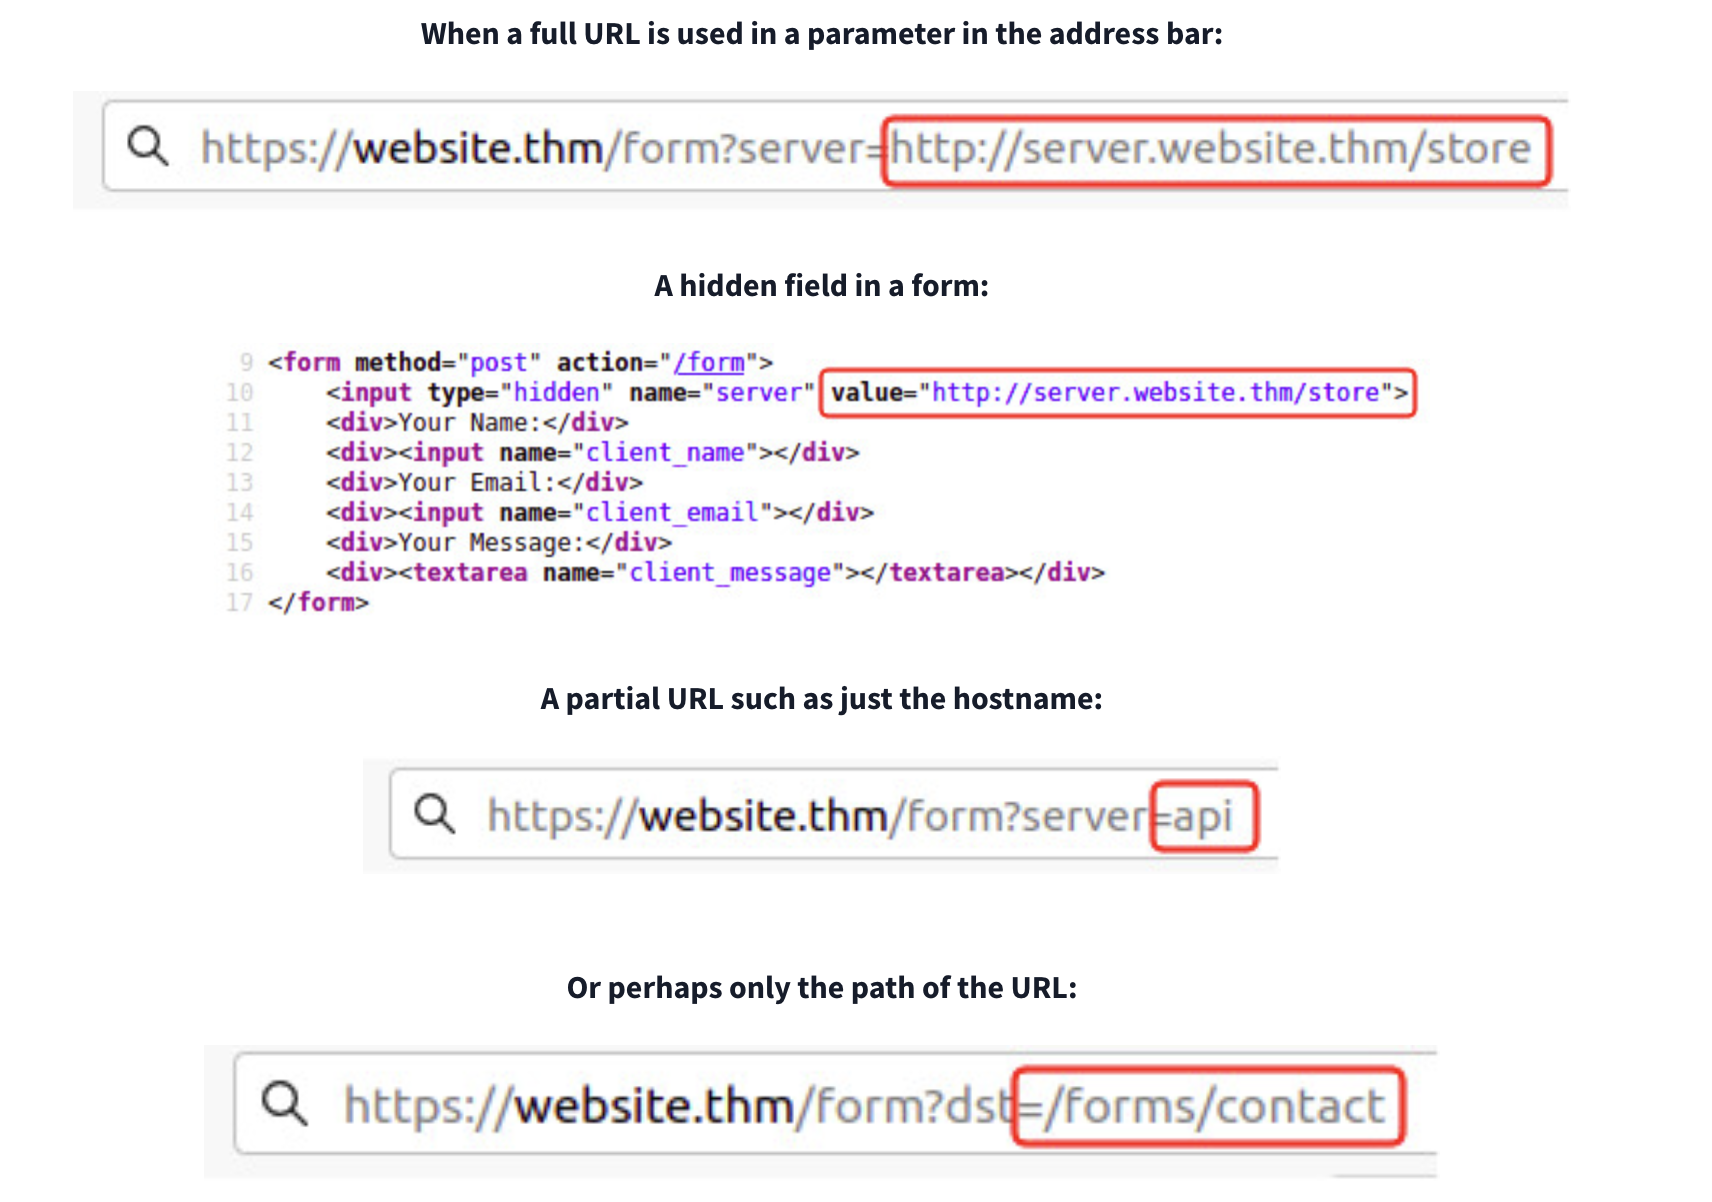 When a full URL is used in a parameter in the address bar:
https://website.thm/form?server=http://server.website.thm/store
A hidden field in a form:
9 <form method="post" action="/form">
10     <input type="hidden" name="server" value="http://server.website.thm/store">
11     <div>Your Name:</div>
12     <div><input name="client_name"></div>
13     <div>Your Email:</div>
14     <div><input name="client_email"></div>
15     <div>Your Message:</div>
16     <div><textarea name="client_message"></textarea></div>
17 </form>
A partial URL such as just the hostname:
https://website.thm/form?server=api
Or perhaps only the path of the URL:
https://website.thm/form?dst=/forms/contact